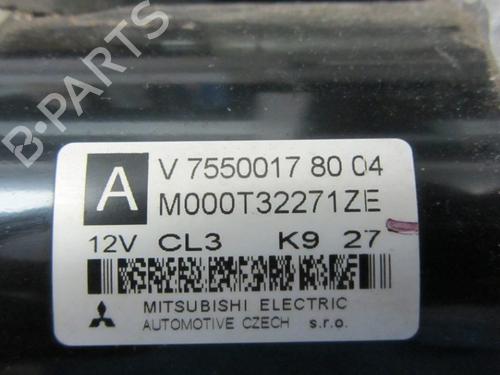 A
V 7550017 80 04
M000T32271ZE
12V CL3 K9 27
MITSUBISHI ELECTRIC
AUTOMOTIVE CZECH s.r.o.
B PARTS